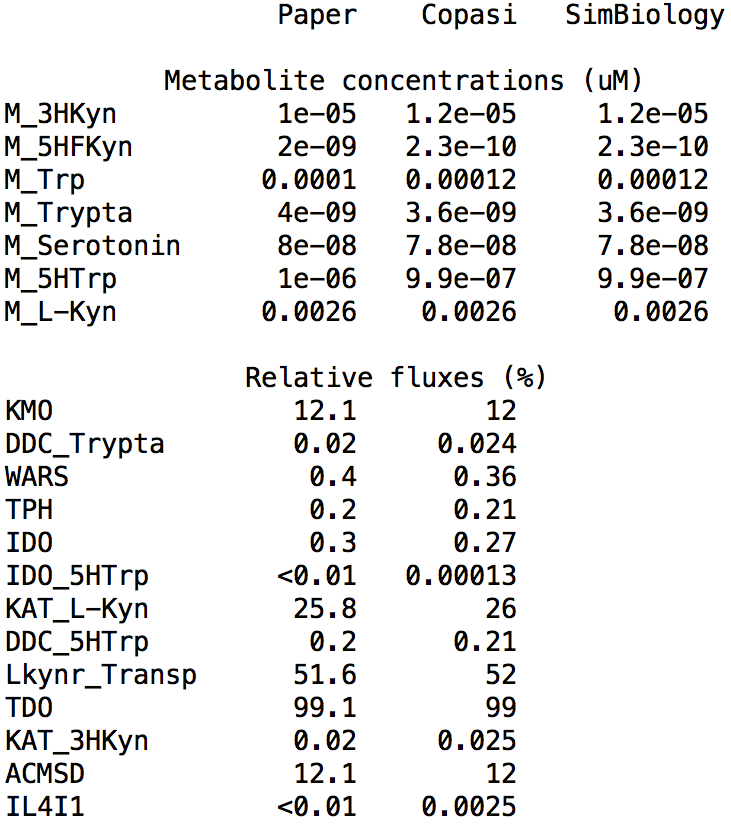 Paper Copasi SimBiology
Metabolite concentrations (uM)
M_3HKyn 1e-05 1.2e-05 1.2e-05
M_5HFKyn 2e-09 2.3e-10 2.3e-10
M_Trp 0.0001 0.00012 0.00012
M_Trypta 4e-09 3.6e-09 3.6e-09
M_Serotonin 8e-08 7.8e-08 7.8e-08
M_5HTrp 1e-06 9.9e-07 9.9e-07
M_L-Kyn 0.0026 0.0026 0.0026
Relative fluxes (%)
KMO 12.1 12
DDC_Trypta 0.02 0.024
WARS 0.4 0.36
TPH 0.2 0.21
IDO 0.3 0.27
IDO_5HTrp <0.01 0.00013
KAT_L-Kyn 25.8 26
DDC_5HTrp 0.2 0.21
Lkynr_Transp 51.6 52
TDO 99.1 99
KAT_3HKyn 0.02 0.025
ACMSD 12.1 12
IL4I1 <0.01 0.0025